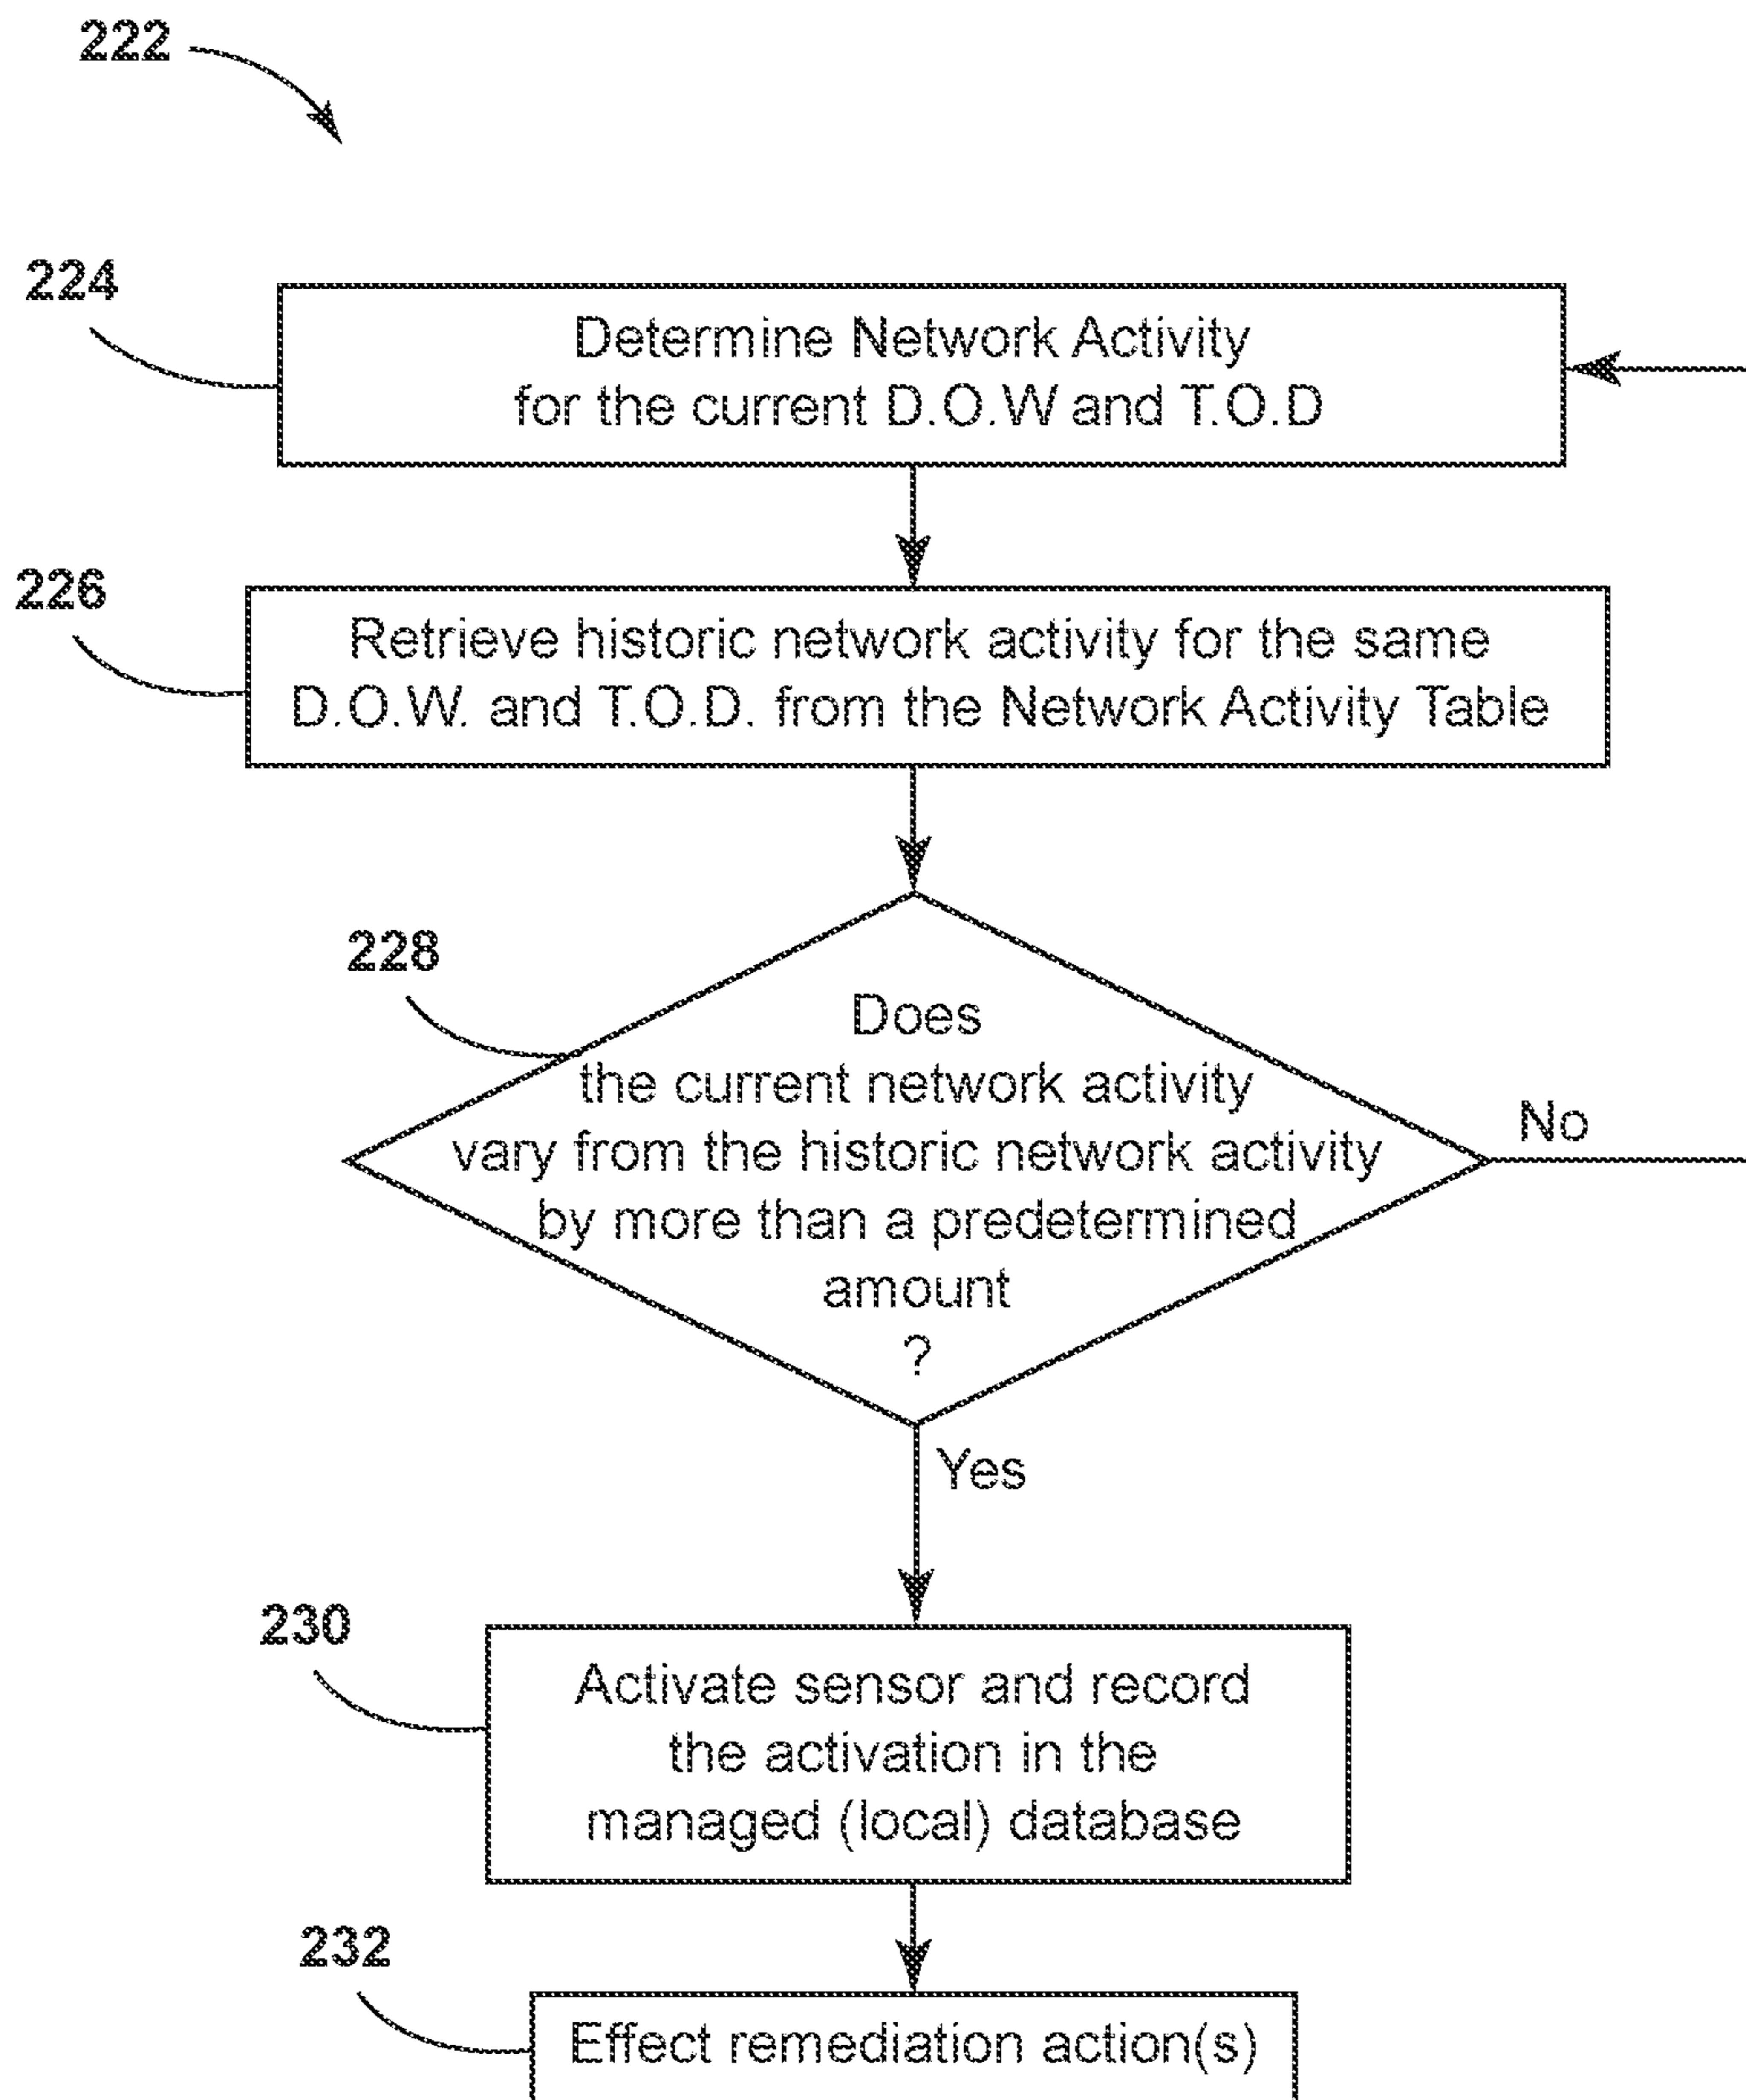 222
224
Determine Network Activity
for the current D.O.W and T.O.D
226
Retrieve historic network activity for the same
D.O.W. and T.O.D. from the Network Activity Table
228
Does
the current network activity
vary from the historic network activity
by more than a predetermined
amount
?
No
Yes
230
Activate sensor and record
the activation in the
managed (local) database
232
Effect remediation action(s)